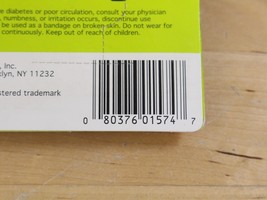 e diabetes or poor circulation, consult your physician
, numbness, or irritation occurs, discontinue use
be used as a bandage on broken skin. Do not wear for
continuously. Keep out of reach of children.
, Inc.
klyn, NY 11232
stered trademark
0 80376 01574 7